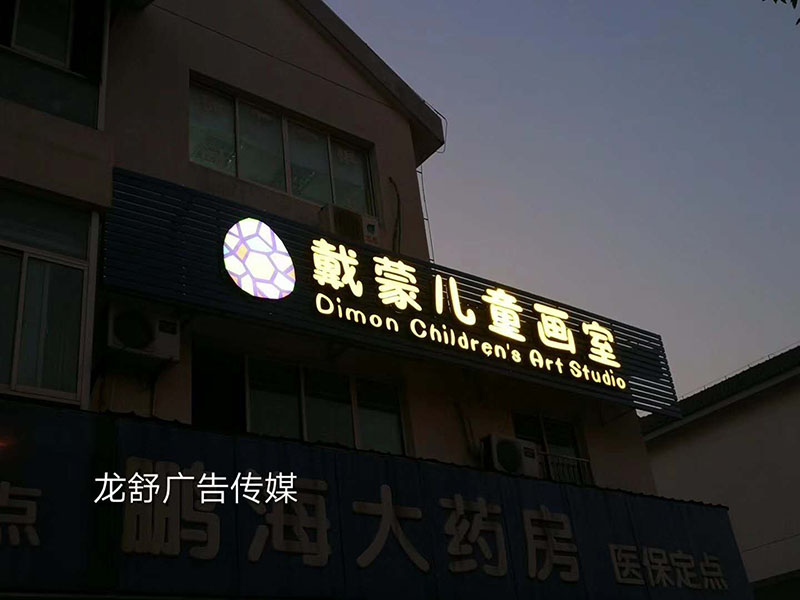 戴蒙儿童画室
Dimon Children's Art Studio
龙舒广告传媒
点
鹏海大药房
医保定点